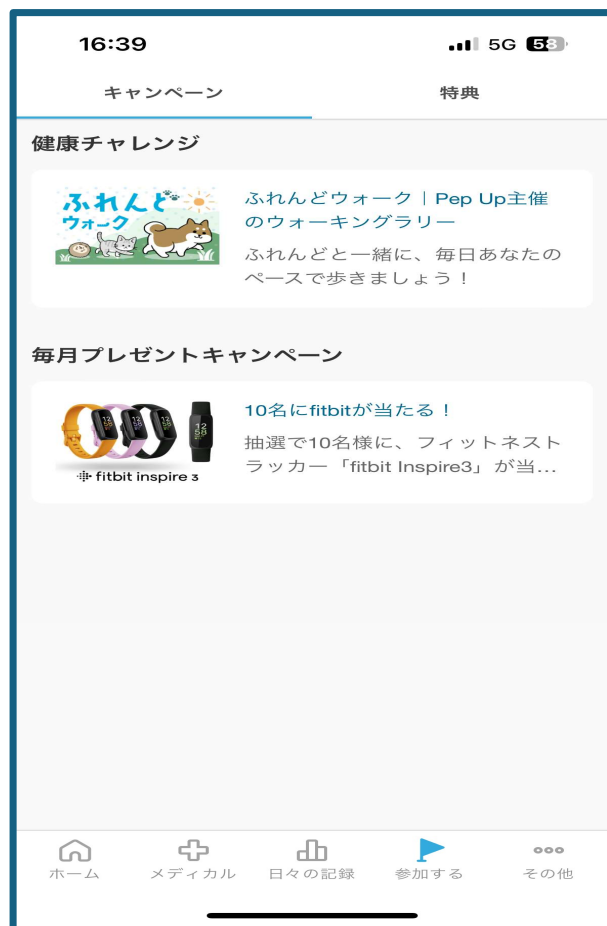 16:39
5G 58
キャンペーン
特典
健康チャレンジ
ふれんど
ウォーク
ふれんどウォーク｜Pep Up主催
のウォーキングラリー
ふれんどと一緒に、毎日あなたの
ペースで歩きましょう！
毎月プレゼントキャンペーン
fitbit inspire 3
10名にfitbitが当たる！
抽選で10名様に、フィットネスト
ラッカー「fitbit Inspire3」が当...
ホーム
メディカル
日々の記録
参加する
その他